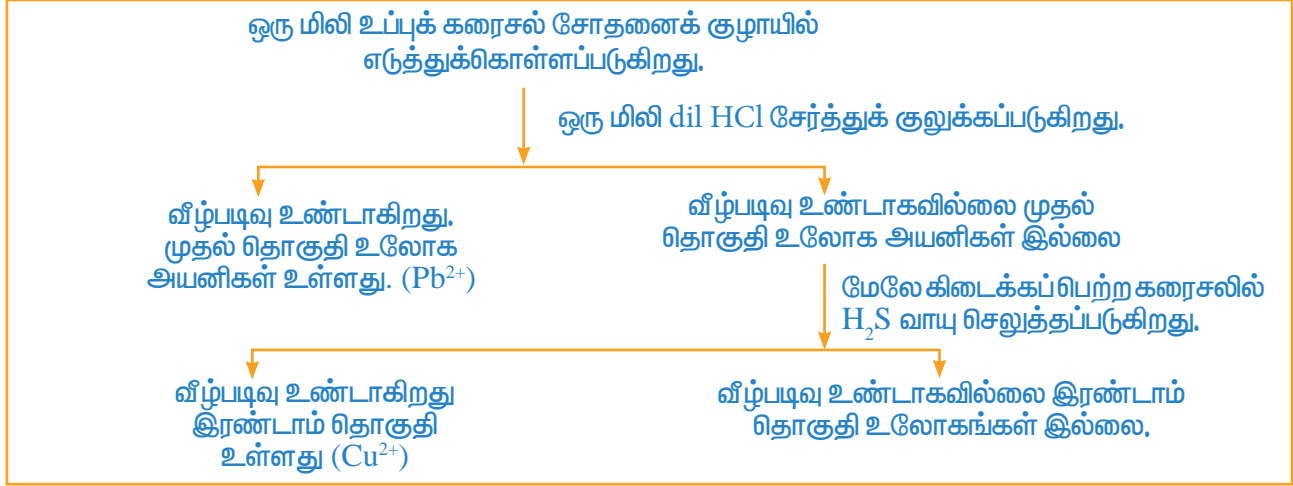 ஒரு மிலி உப்புக் கரைசல் சோதனைக் குழாயில்
எடுத்துக்கொள்ளப்படுகிறது.
ஒரு மிலி dil HCl சேர்த்துக் குலுக்கப்படுகிறது.
வீழ்படிவு உண்டாகிறது.
முதல் தொகுதி உலோக
அயனிகள் உள்ளது. (Pb²⁺)
வீழ்படிவு உண்டாகவில்லை முதல்
தொகுதி உலோக அயனிகள் இல்லை
மேலே கிடைக்கப் பெற்ற கரைசலில்
H₂S வாயு செலுத்தப்படுகிறது.
வீழ்படிவு உண்டாகிறது
இரண்டாம் தொகுதி
உள்ளது (Cu²⁺)
வீழ்படிவு உண்டாகவில்லை இரண்டாம்
தொகுதி உலோகங்கள் இல்லை.